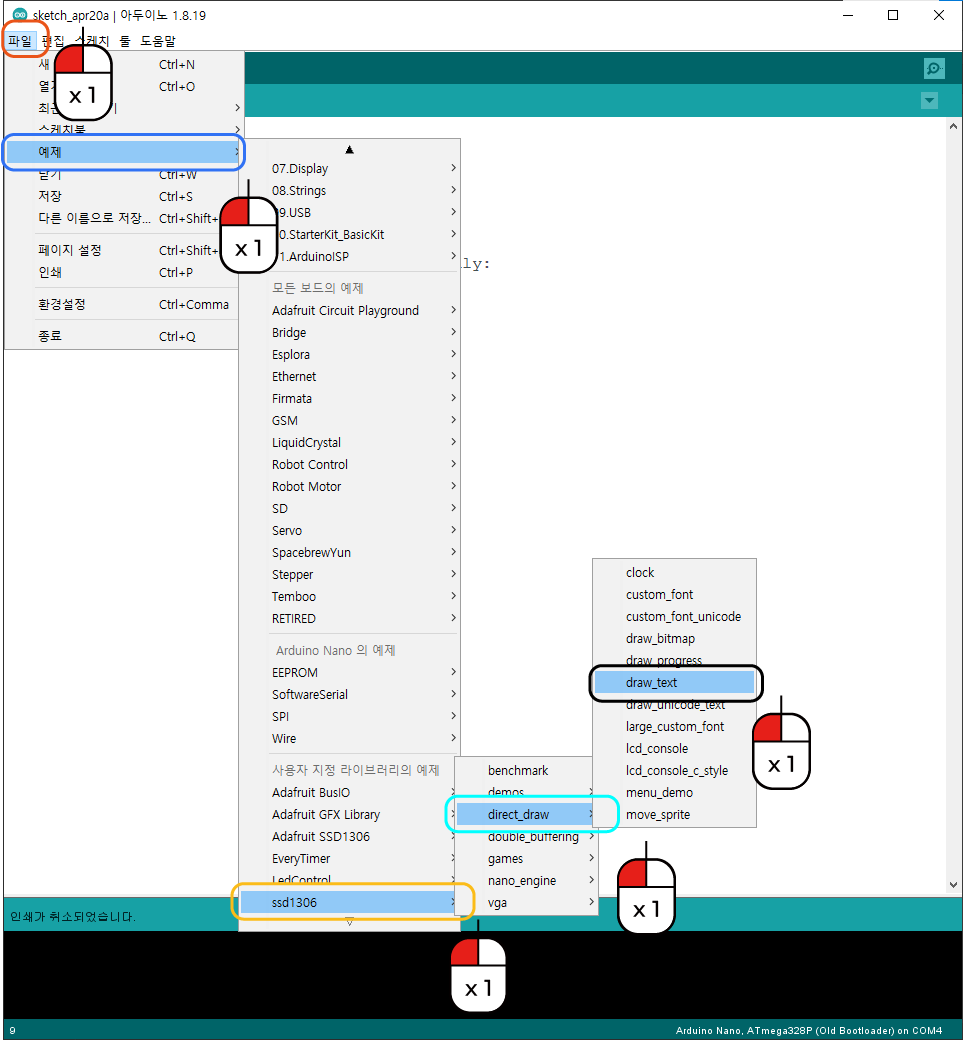 sketch_apr20a | 아두이노 1.8.19
파일 편집 스케치 툴 도움말
새 Ctrl+N
Ctrl+O
x 1
스케치북
예제
닫기 Ctrl+W
저장 Ctrl+S
다른 이름으로 저장... Ctrl+Shift+
페이지 설정 Ctrl+Shift+
인쇄 Ctrl+P
환경설정 Ctrl+Comma
종료 Ctrl+Q
x 1
07.Display
08.Strings
9.USB
0.StarterKit_BasicKit
1.ArduinoISP
ly:
모든 보드의 예제
Adafruit Circuit Playground
Bridge
Esplora
Ethernet
Firmata
GSM
LiquidCrystal
Robot Control
Robot Motor
SD
Servo
SpacebrewYun
Stepper
Temboo
RETIRED
Arduino Nano 의 예제
EEPROM
SoftwareSerial
SPI
Wire
사용자 지정 라이브러리의 예제
Adafruit BusIO
Adafruit GFX Library
Adafruit SSD1306
EveryTimer
LedControl
ssd1306
x 1
benchmark
demos
direct_draw
double_buffering
games
nano_engine
vga
x 1
clock
custom_font
custom_font_unicode
draw_bitmap
draw_progress
draw_text
draw_unicode_text
large_custom_font
lcd_console
lcd_console_c_style
menu_demo
move_sprite
x 1
인쇄가 취소되었습니다.
9
Arduino Nano, ATmega328P (Old Bootloader) on COM4